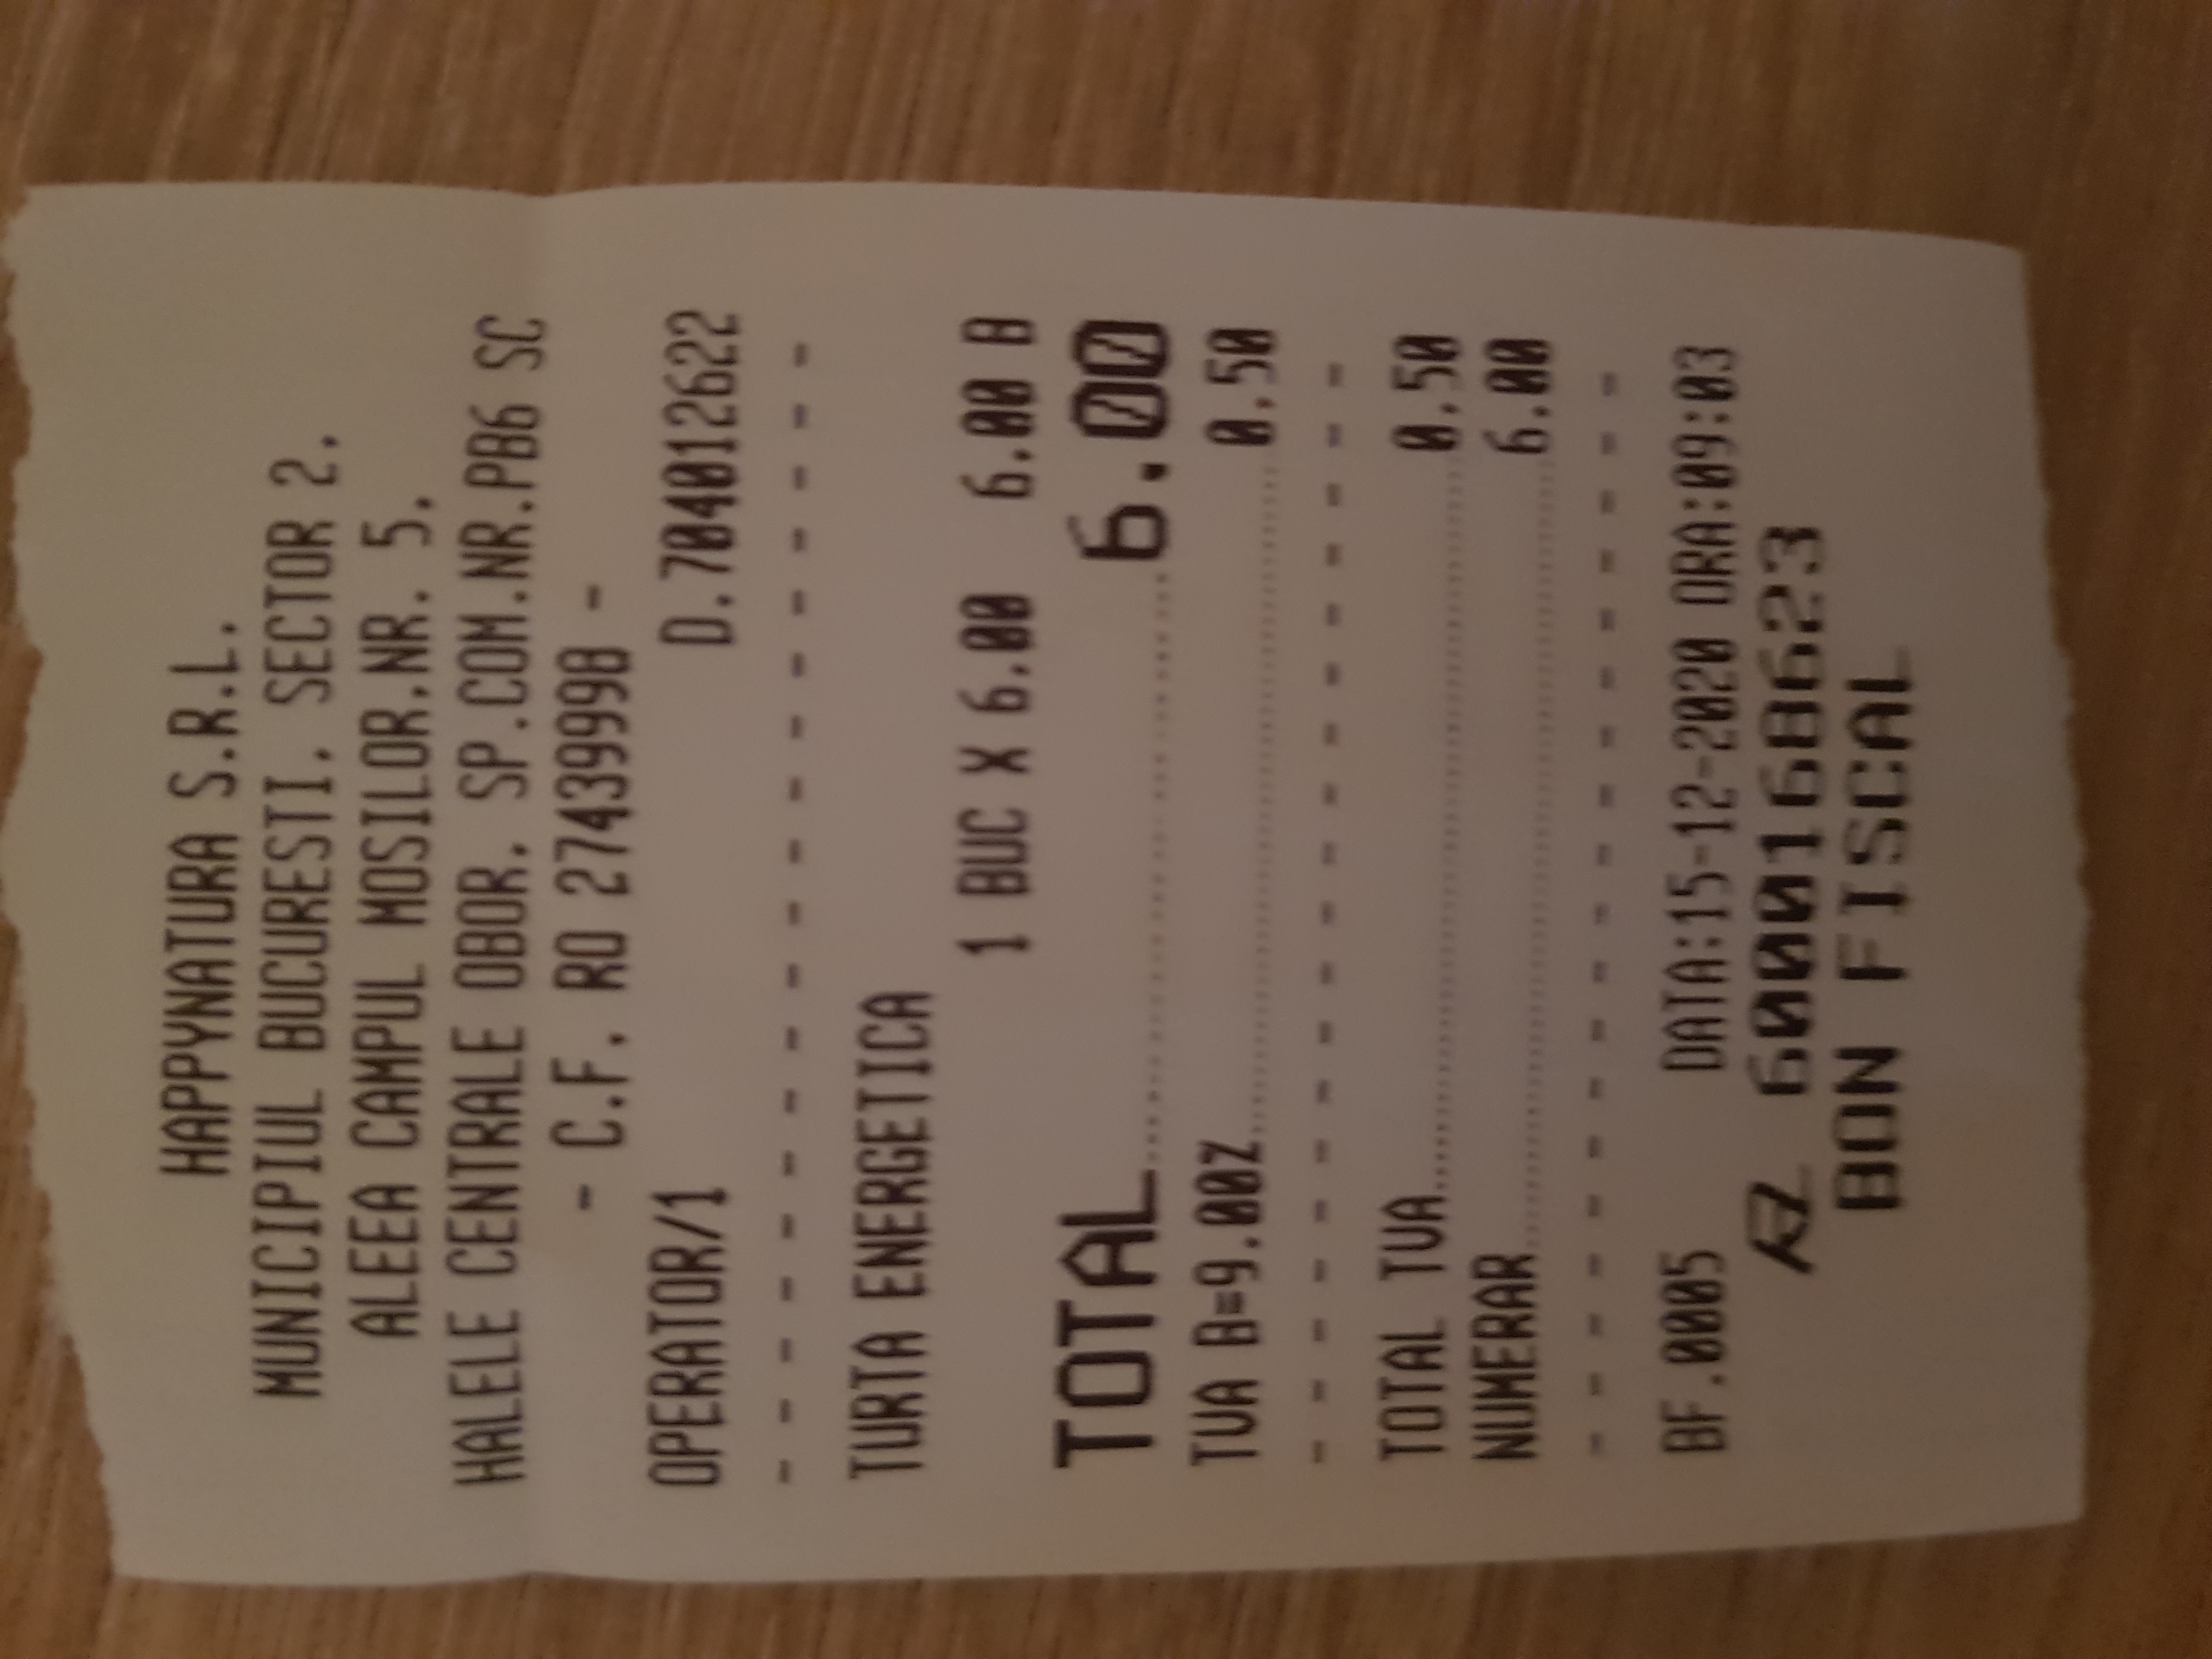 HAPPYNATURA S.R.L.
MUNICIPIUL BUCURESTI, SECTOR 2,
ALEEA CAMPUL MOSILOR,NR. 5,
HALELE CENTRALE OBOR, SP.COM.NR.PB6 SC
- C.F. RO 27439998 -
OPERATOR/1 D.704012622
TURTA ENERGETICA
1 BUC X 6.00 6.00 B
TOTAL 6.00
TVA B=9.00% 0.50
TOTAL TVA 0.50
NUMERAR 6.00
BF.0005 DATA:15-12-2020 ORA:09:03
6000168623
BON FISCAL